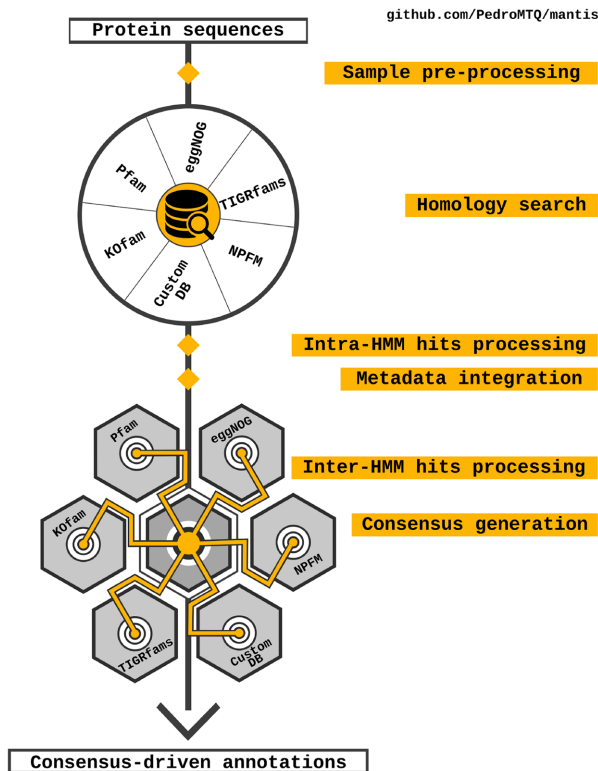 github.com/PedroMTQ/mantis
Protein sequences
Sample pre-processing
eggNOG
Pfam
TIGRfams
Homology search
KOfam
NPFM
Custom
DB
Intra-HMM hits processing
Metadata integration
Pfam
eggNOG
Inter-HMM hits processing
KOfam
Consensus generation
NPFM
TIGRfams
Custom
DB
Consensus-driven annotations